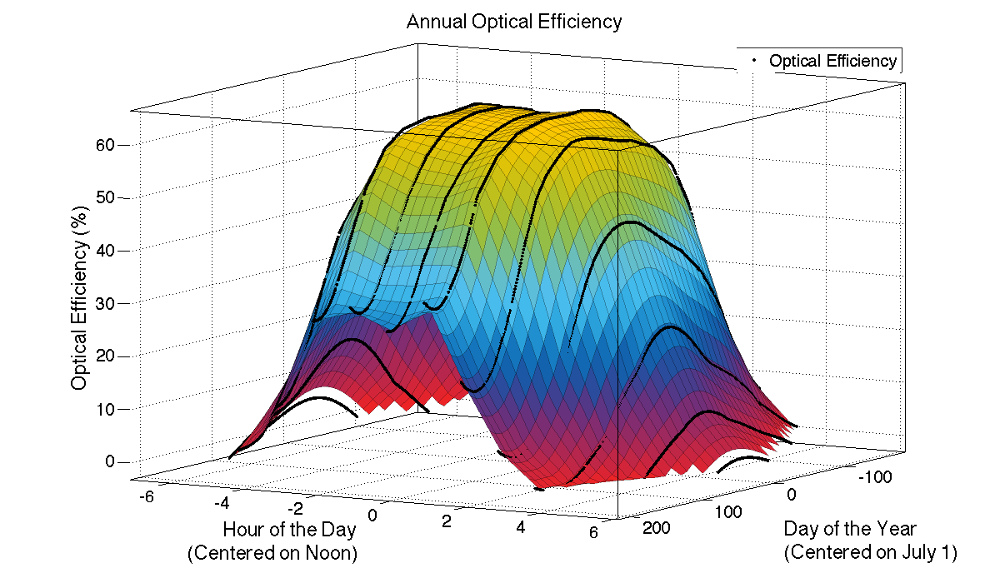 Annual Optical Efficiency
Optical Efficiency
60
50
40
30
20
10
0
Optical Efficiency (%)
-6
-4
-2
0
2
4
6
Hour of the Day
(Centered on Noon)
200
100
0
-100
Day of the Year
(Centered on July 1)